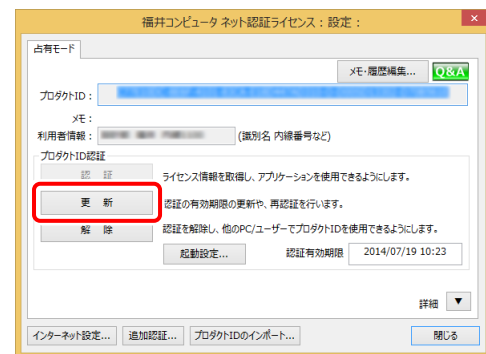 福井コンピュータ ネット認証ライセンス：設定：
×
占有モード
メモ・履歴編集...
Q&A
プロダクトID：
メモ：
利用者情報：
(識別名 内線番号など)
プロダクトID認証
認 証
ライセンス情報を取得し、アプリケーションを使用できるようにします。
更 新
認証の有効期限の更新や、再認証を行います。
解 除
認証を解除し、他のPC/ユーザーでプロダクトIDを使用できるようにします。
起動設定...
認証有効期限
2014/07/19 10:23
詳細 ▼
インターネット設定...
追加認証...
プロダクトIDのインポート...
閉じる